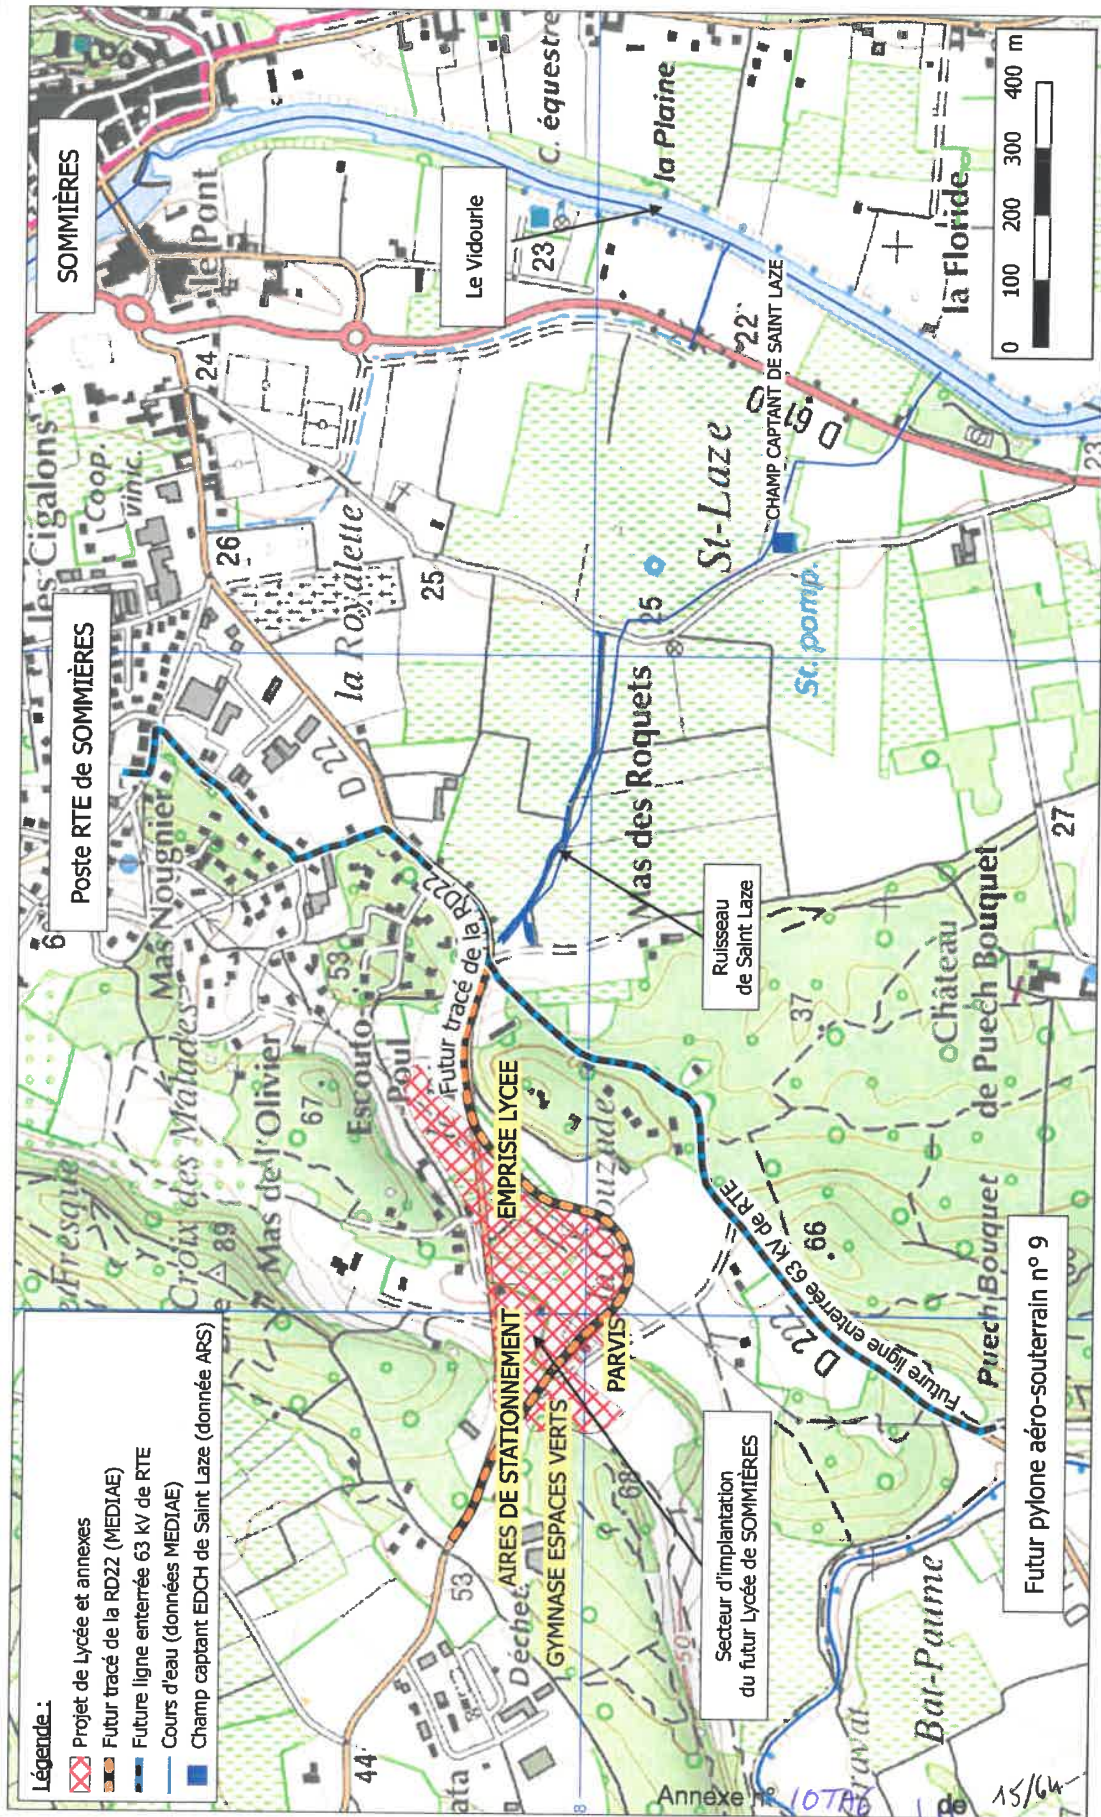 Légende :
Projet de Lycée et annexes
Futur tracé de la RD22 (MEDIAE)
Future ligne enterrée 63 kV de RTE
Cours d'eau (données MEDIAE)
Champ captant EDCH de Saint Laze (donnée ARS)
Poste RTE de SOMMIÈRES
SOMMIÈRES
les Cigalons
Coop.
vinic.
le Pont
Mas Nougnier
Croix des Malades
Mas de l'Olivier
Escouto-
Poul
89
67
53
24
26
25
la Royalette
D 22
Le Vidourle
23
C. équestre
la Plaine
Futur tracé de la RD22
EMPRISE LYCEE
AIRES DE STATIONNEMENT
GYMNASE ESPACES VERTS
PARVIS
44
53
68
50
Mas des Roquets
25
St-Laze
22
D 61
CHAMP CAPTANT DE SAINT LAZE
St. pomp.
la Floride
23
27
Ruisseau
de Saint Laze
Château
de Puech Bouquet
37
Puech Bouquet
66
D 22
Future ligne enterrée 63 kV de RTE
Secteur d'implantation
du futur Lycée de SOMMIÈRES
Futur pylone aéro-souterrain n° 9
Bat-Paume
0 100 200 300 400 m
Annexe n°
de
15/64